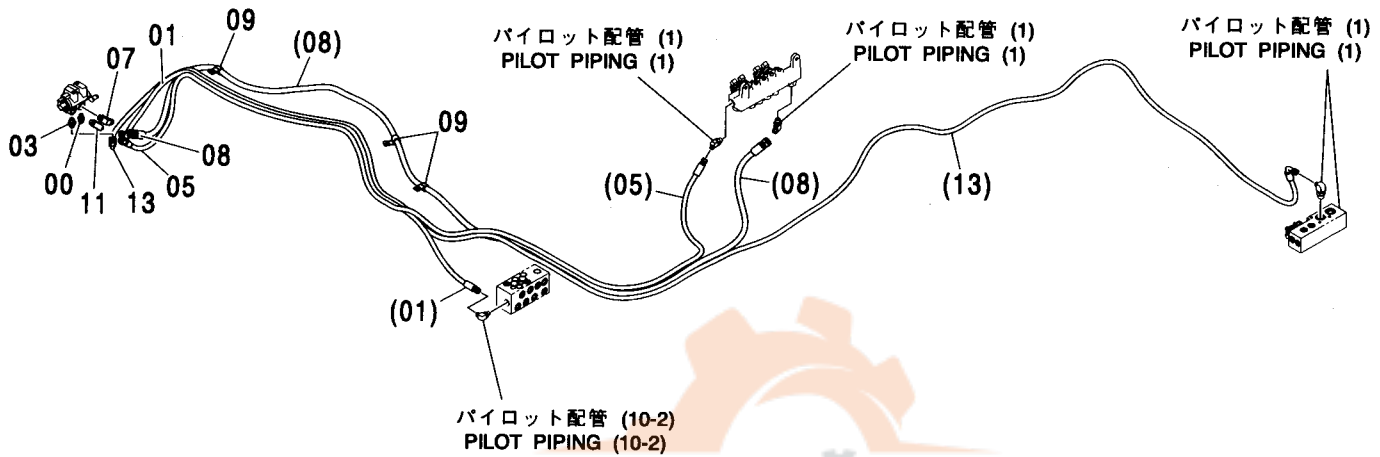 パイロット配管 (1)
PILOT PIPING (1)
パイロット配管 (1)
PILOT PIPING (1)
パイロット配管 (1)
PILOT PIPING (1)
01
09
(08)
07
03
00
11
13
05
08
09
(05)
(08)
(13)
(01)
パイロット配管 (10-2)
PILOT PIPING (10-2)